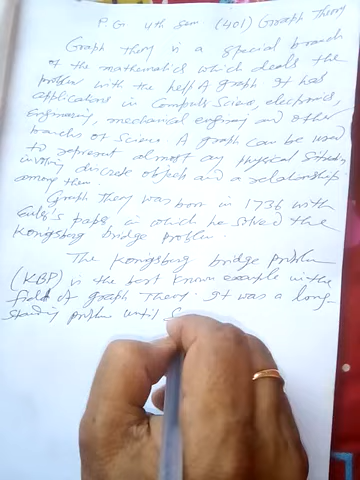 P.G. 4th Sem. (401) Graph Theory
Graph Theory is a special branch
of the mathematics which deals the
problem with the help of graph. It has
applications in Computer Science, electronics,
Engineering, mechanical enginring and other
branches of Science. A graph can be used
to represent almost any physical situation
involving discrete objects and a relationship
among them.
Graph Theory was born in 1736 with
Euler's paper in which he solved the
Konigsberg bridge problem
The Konigsberg bridge problem
(KBP) is the best known example in the
field of graph Theory. It was a long-
standing problem until S